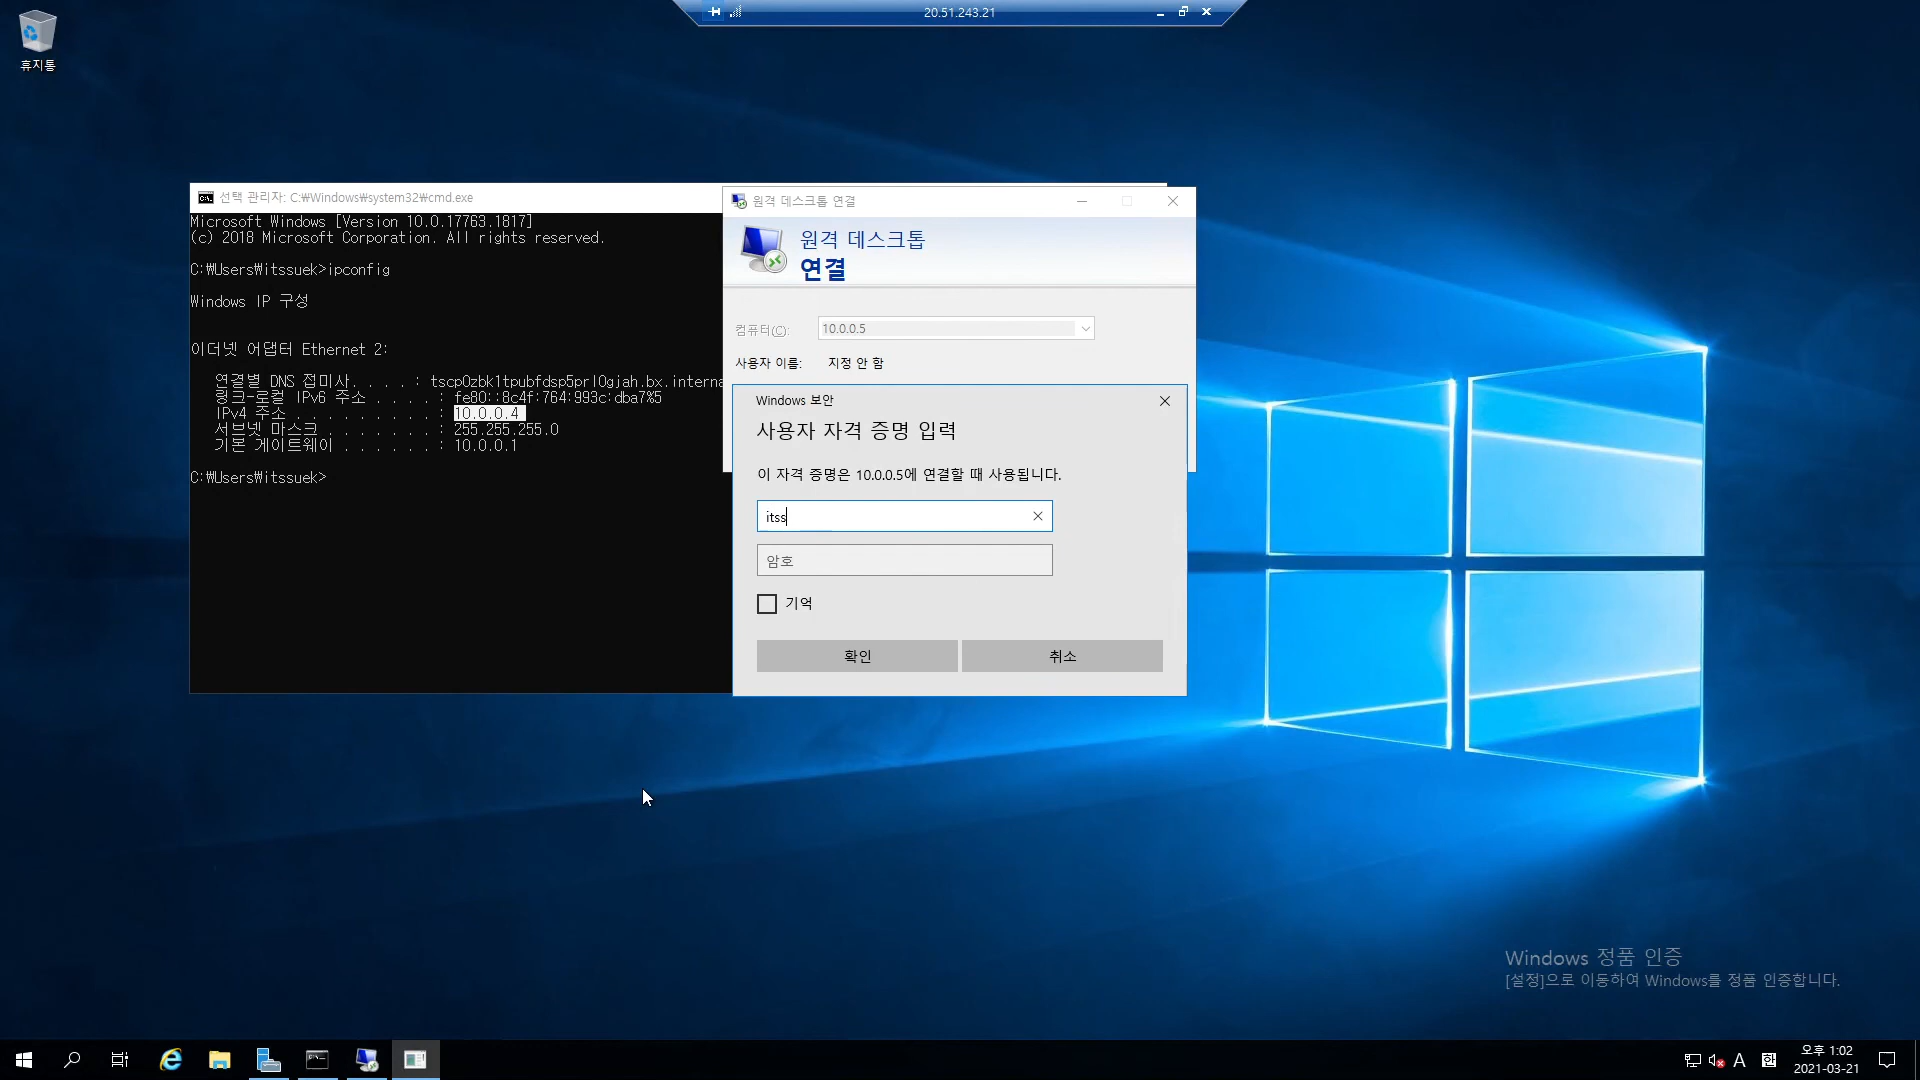 20.51.243.21
휴지통
선택 관리자: C:₩Windows₩system32₩cmd.exe
Microsoft Windows [Version 10.0.17763.1817]
(c) 2018 Microsoft Corporation. All rights reserved.
C:₩Users₩itssuek>ipconfig
Windows IP 구성
이더넷 어댑터 Ethernet 2:
연결별 DNS 접미사. . . . : tscp0zbk1tpubfdsp5prl0gjah.bx.interna
링크-로컬 IPv6 주소 . . . . : fe80::8c4f:764:993c:dba7%5
IPv4 주소 . . . . . . . . . : 10.0.0.4
서브넷 마스크 . . . . . . . : 255.255.255.0
기본 게이트웨이 . . . . . . : 10.0.0.1
C:₩Users₩itssuek>
원격 데스크톱 연결
원격 데스크톱
연결
컴퓨터(C): 10.0.0.5
사용자 이름: 지정 안 함
Windows 보안
사용자 자격 증명 입력
이 자격 증명은 10.0.0.5에 연결할 때 사용됩니다.
itss
암호
기억
확인 취소
Windows 정품 인증
[설정]으로 이동하여 Windows를 정품 인증합니다.
A 한 오후 1:02
2021-03-21